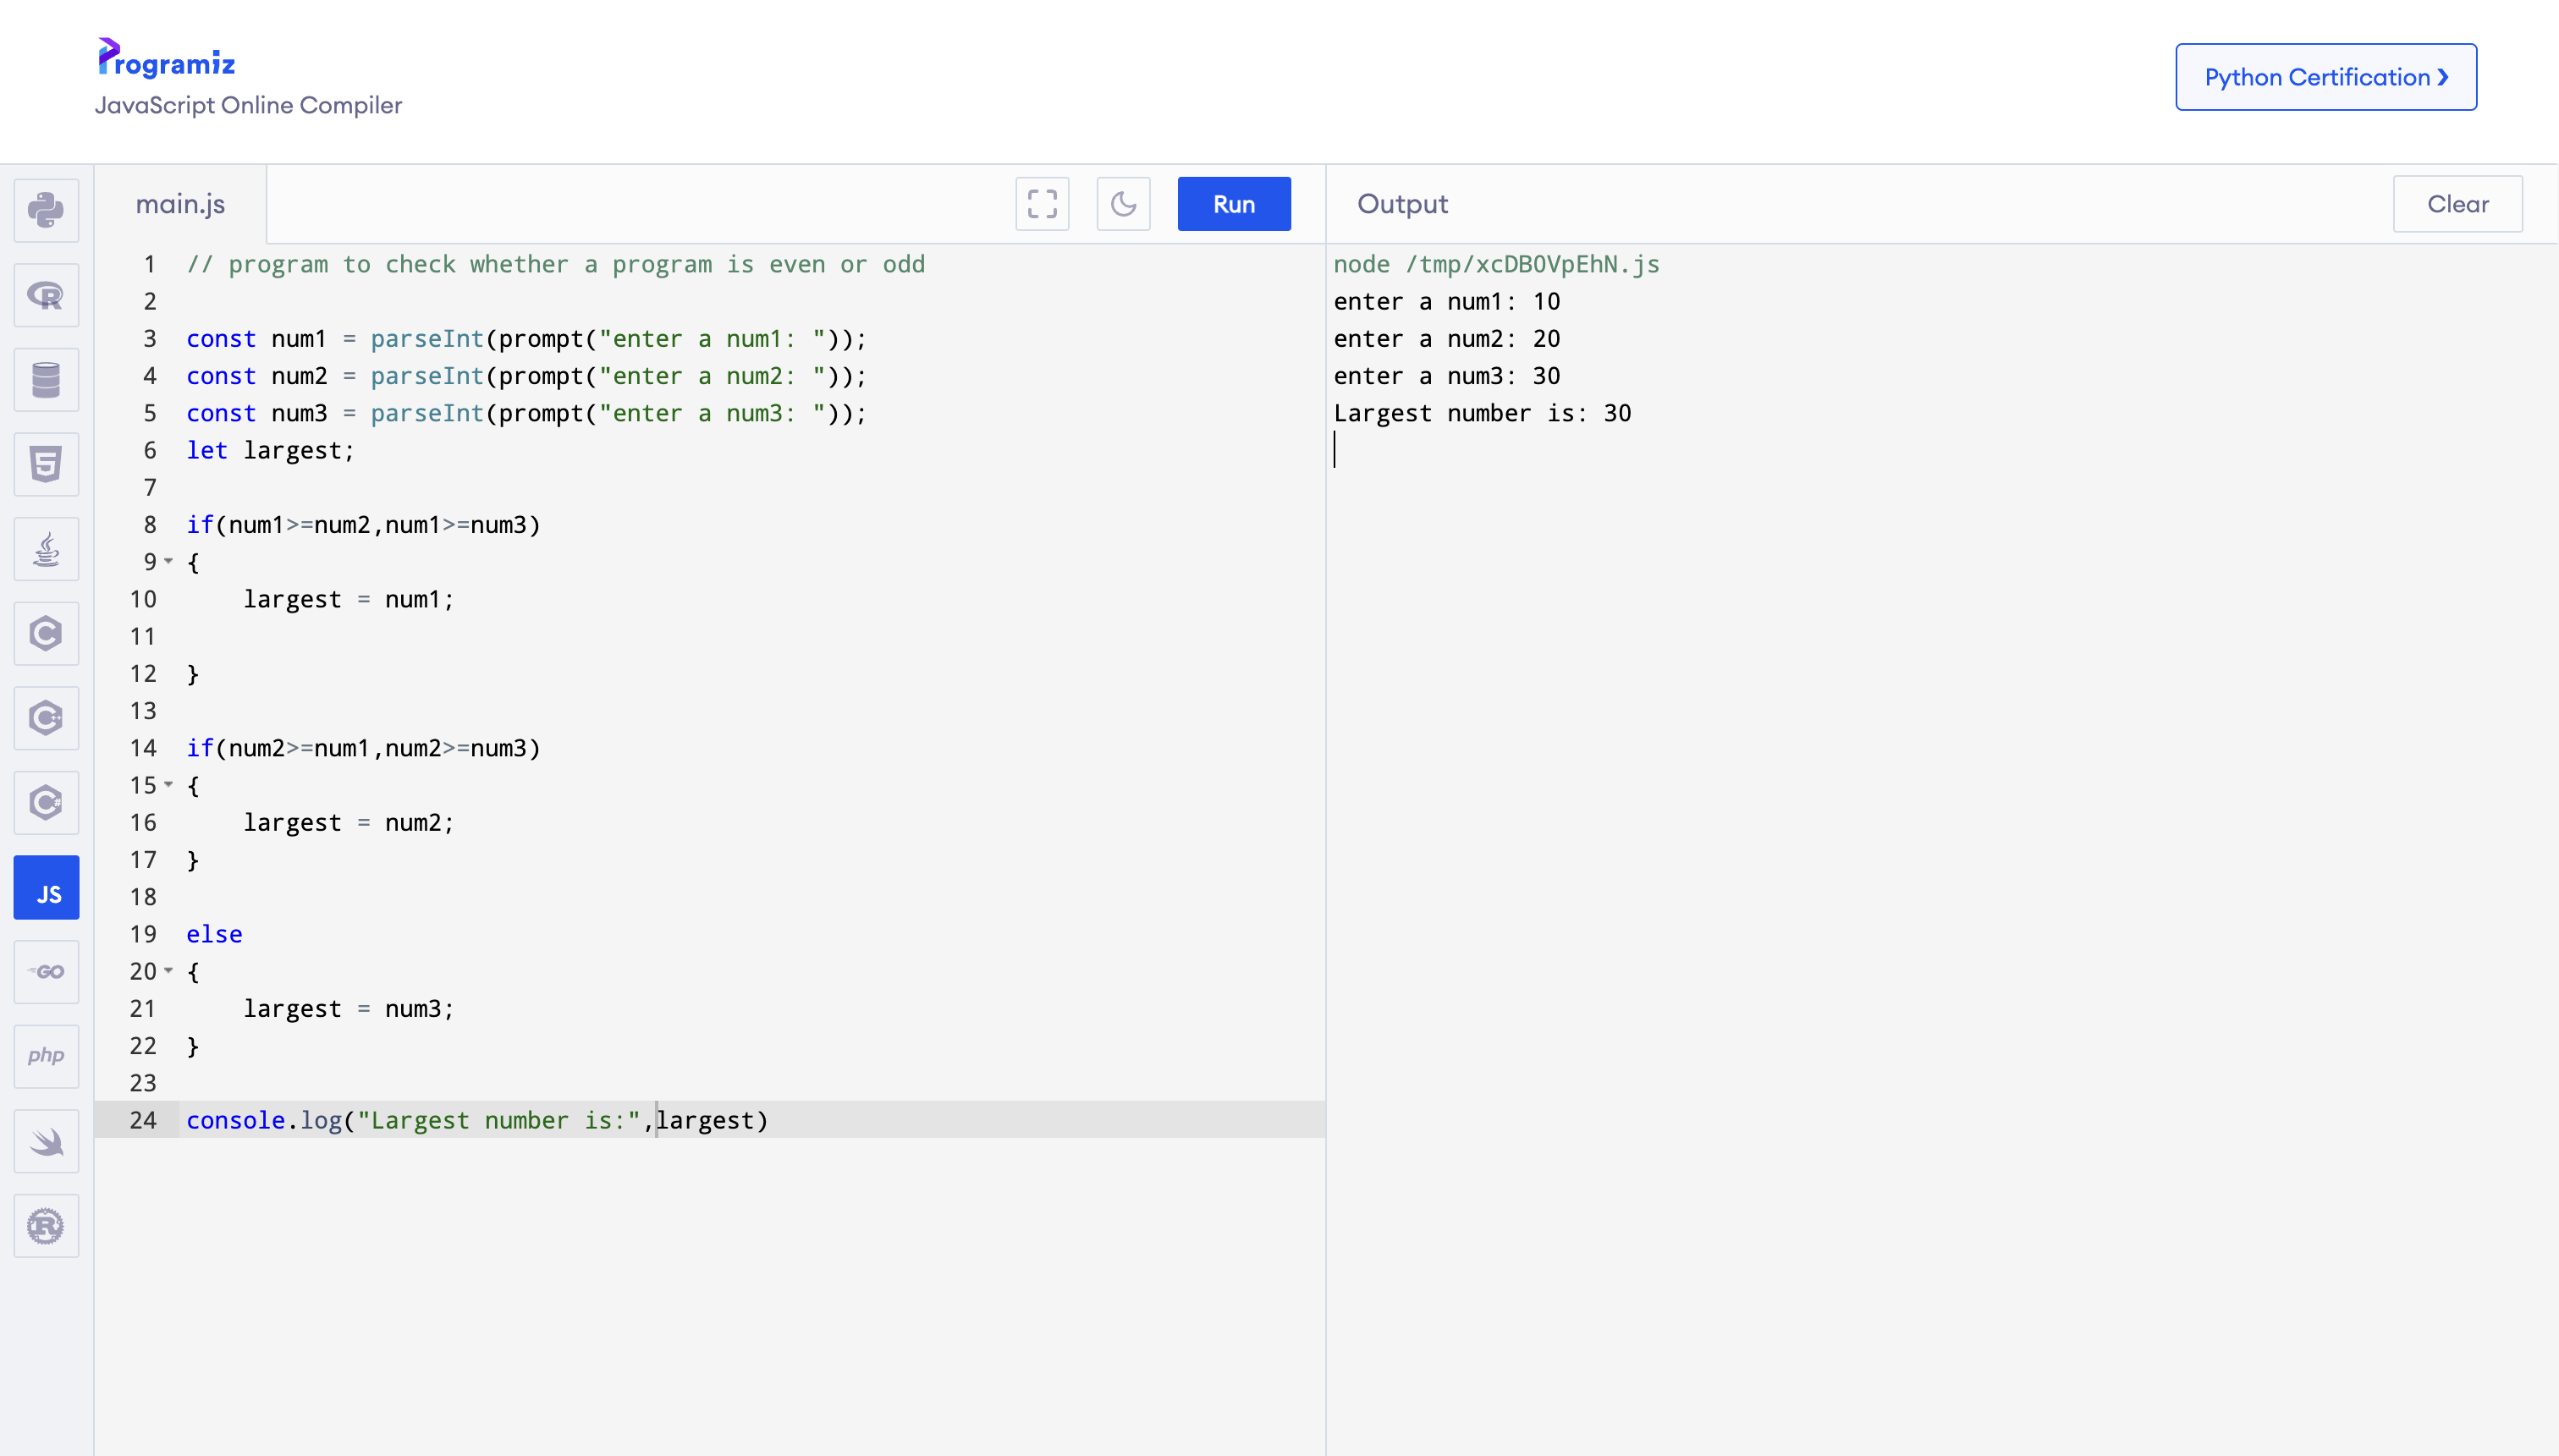 Programiz
JavaScript Online Compiler
Python Certification ❯
main.js
Run
Output
Clear
1 // program to check whether a program is even or odd
2
3 const num1 = parseInt(prompt("enter a num1: "));
4 const num2 = parseInt(prompt("enter a num2: "));
5 const num3 = parseInt(prompt("enter a num3: "));
6 let largest;
7
8 if(num1>=num2,num1>=num3)
9 {
10     largest = num1;
11
12 }
13
14 if(num2>=num1,num2>=num3)
15 {
16     largest = num2;
17 }
18
19 else
20 {
21     largest = num3;
22 }
23
24 console.log("Largest number is:",largest)
node /tmp/xcDB0VpEhN.js
enter a num1: 10
enter a num2: 20
enter a num3: 30
Largest number is: 30
R
5
C
C++
C#
JS
GO
php
R